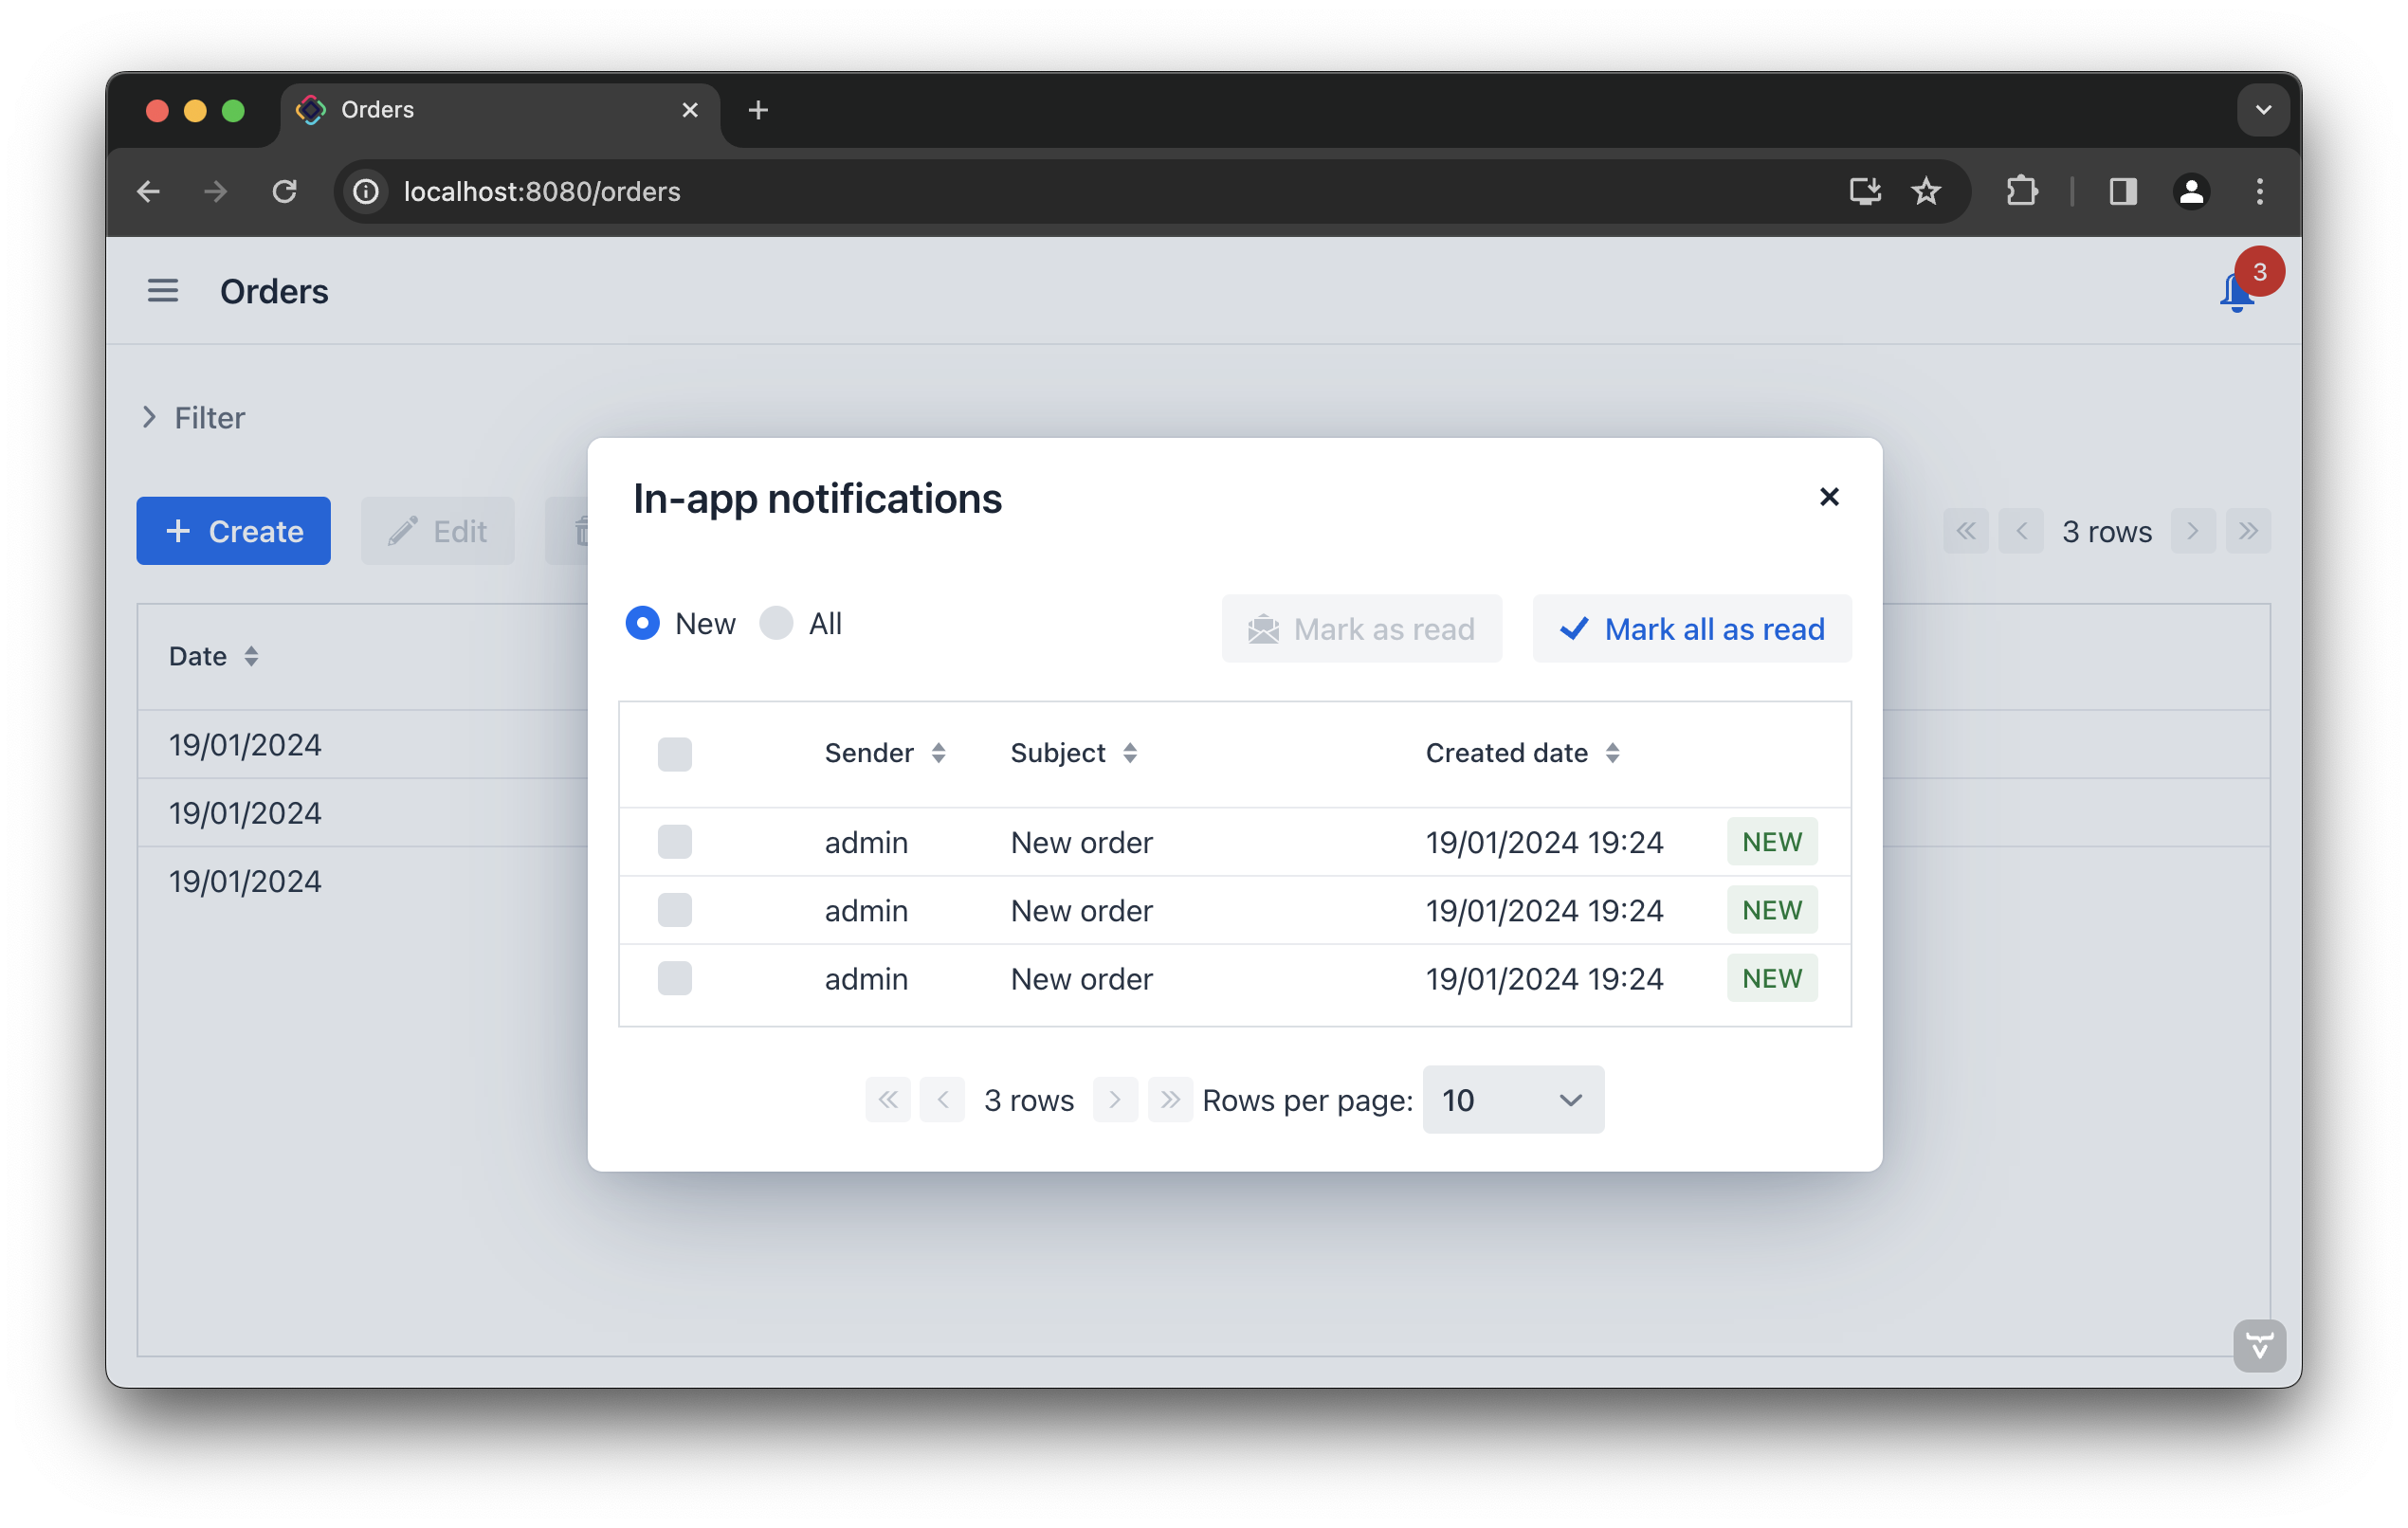 Orders
localhost:8080/orders
Orders
3
Filter
Create Edit
3 rows
Date
19/01/2024
19/01/2024
19/01/2024
In-app notifications
New All Mark as read Mark all as read
Sender Subject Created date
admin New order 19/01/2024 19:24 NEW
admin New order 19/01/2024 19:24 NEW
admin New order 19/01/2024 19:24 NEW
3 rows Rows per page: 10